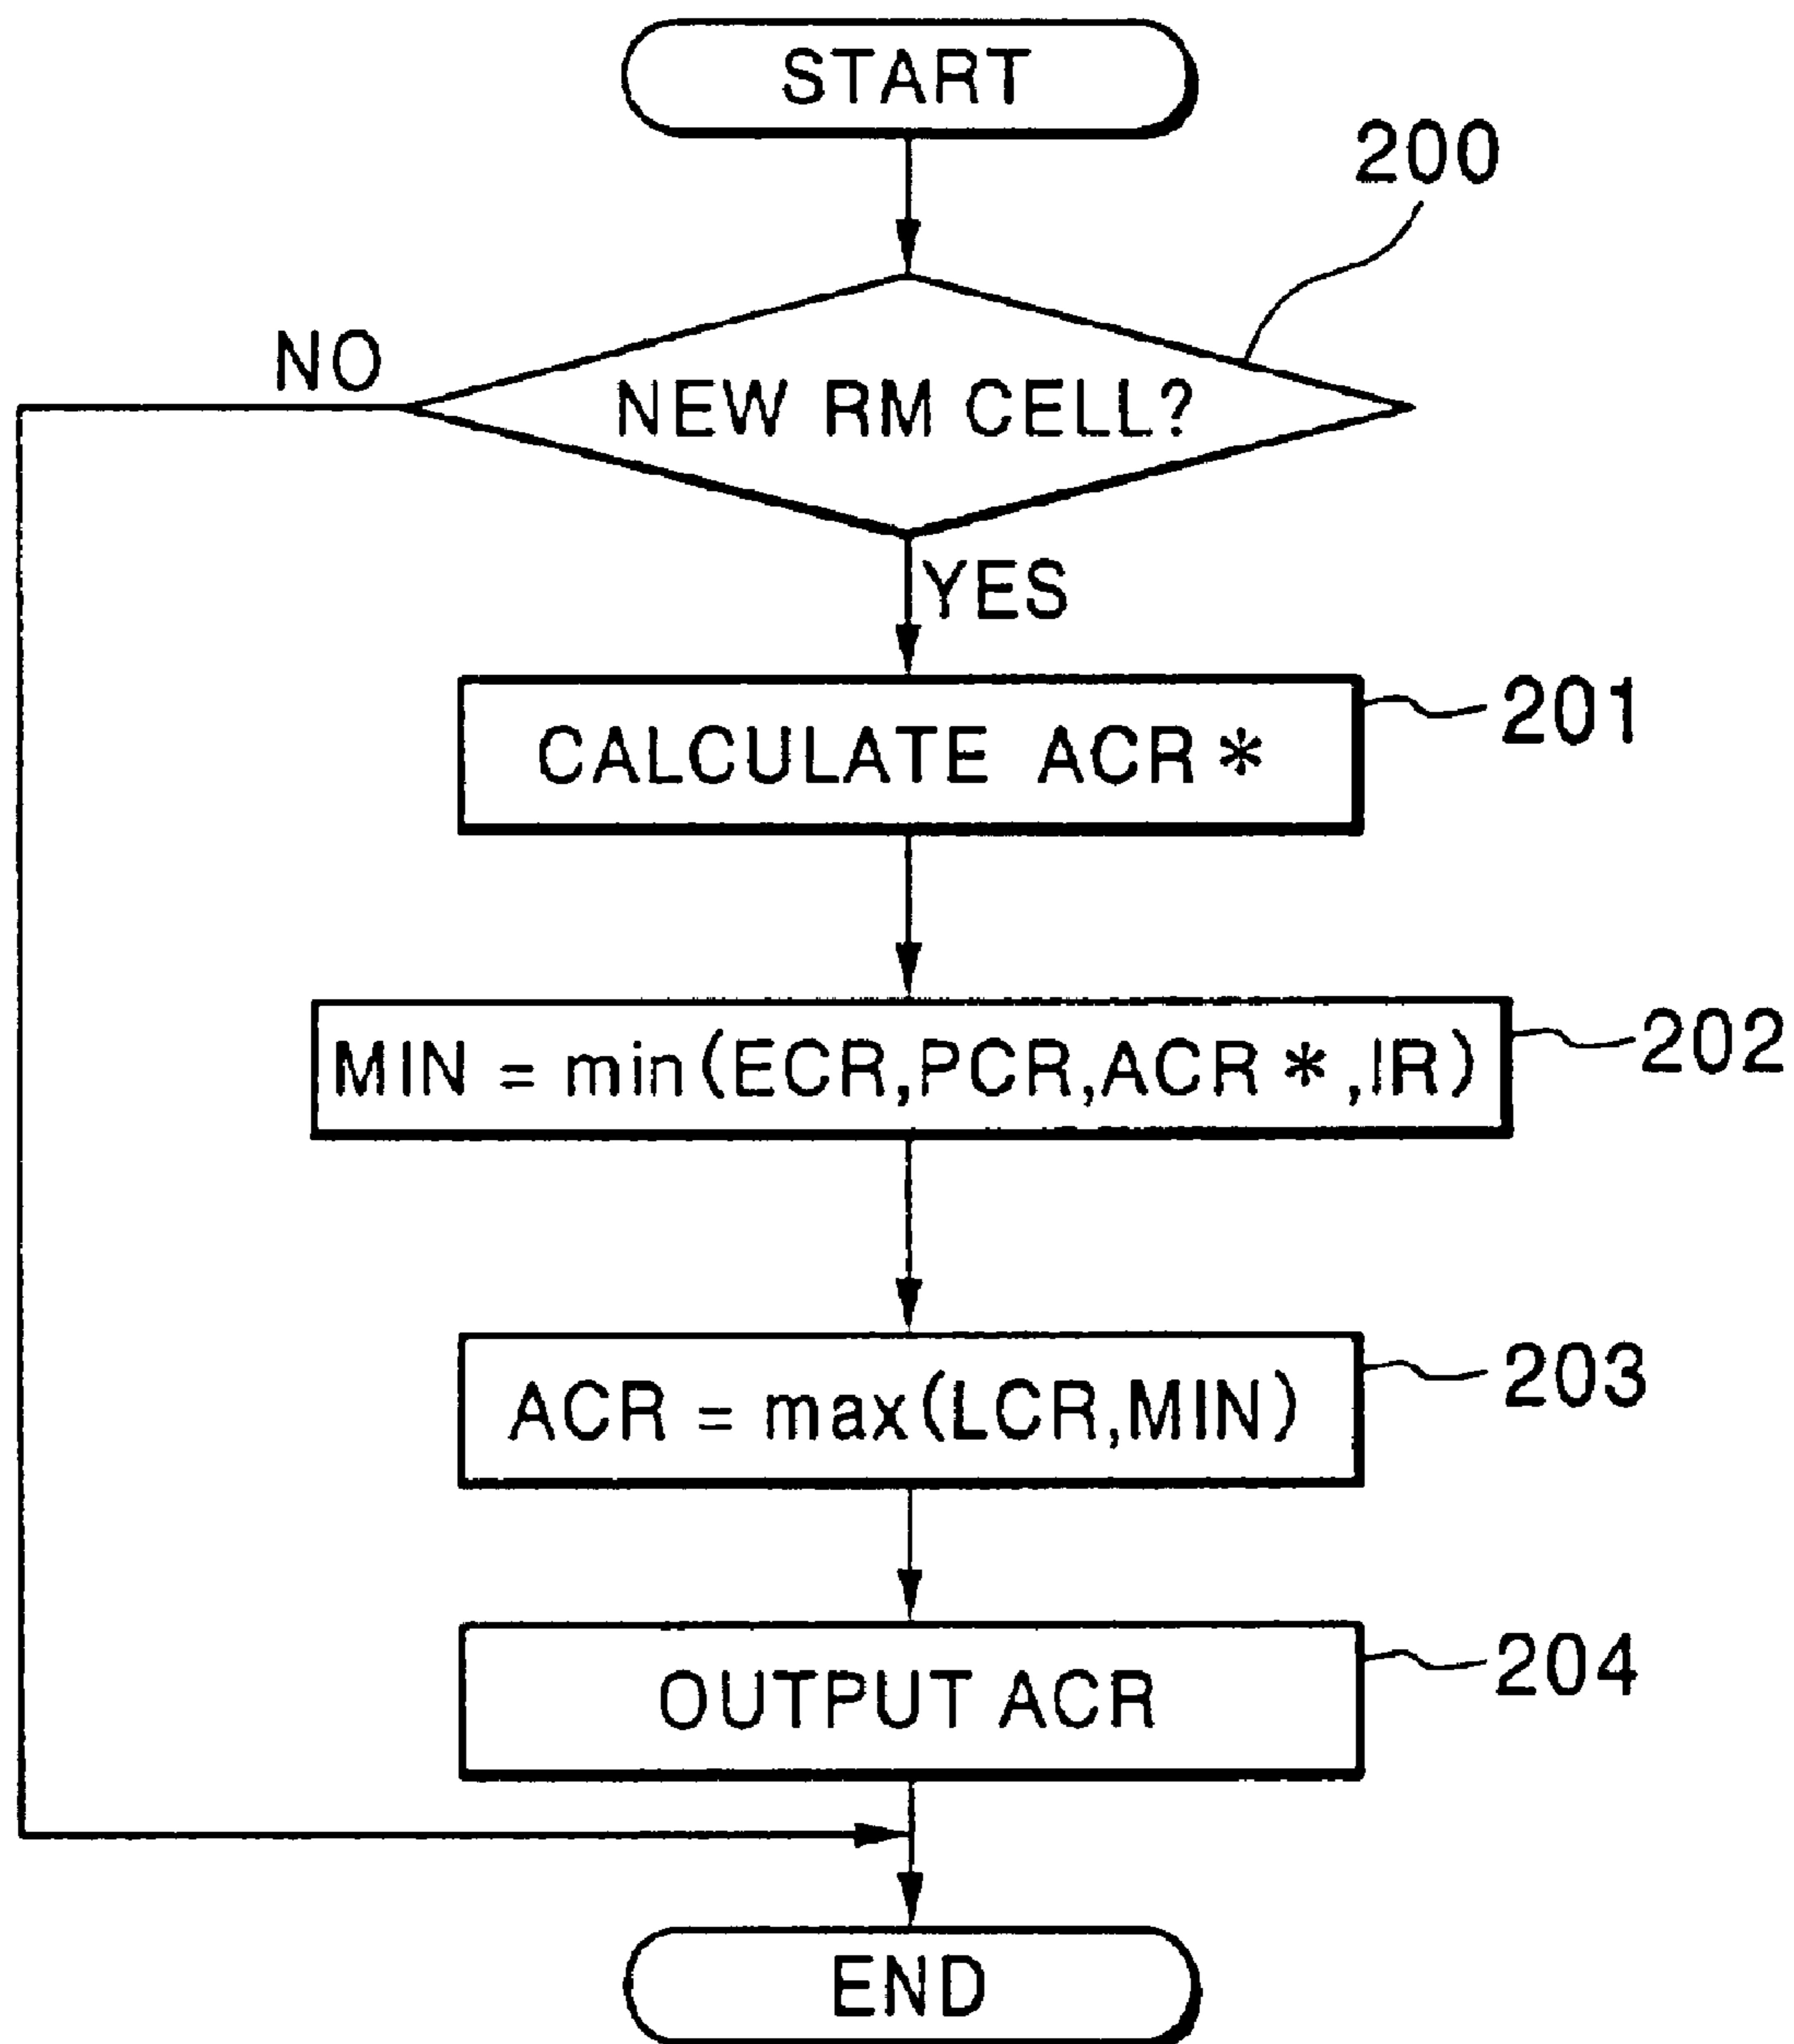 START
200
NO
NEW RM CELL?
YES
CALCULATE ACR*
201
MIN = min(ECR,PCR,ACR*,IR)
202
ACR = max(LCR,MIN)
203
OUTPUT ACR
204
END